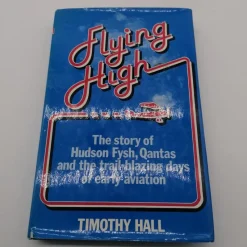 Flying
High
The story of
Hudson Fysh, Qantas
and the trail-blazing days
of early aviation
TIMOTHY HALL